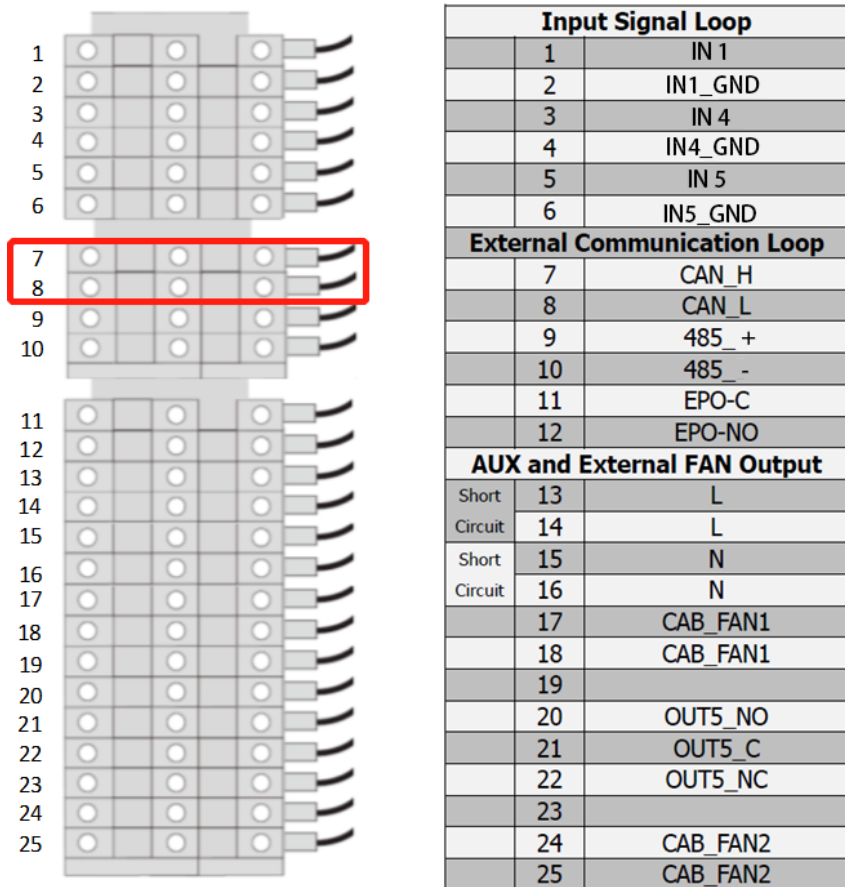 1
2
3
4
5
6
7
8
9
10
11
12
13
14
15
16
17
18
19
20
21
22
23
24
25
Input Signal Loop
1 IN 1
2 IN1_GND
3 IN 4
4 IN4_GND
5 IN 5
6 IN5_GND
External Communication Loop
7 CAN_H
8 CAN_L
9 485_ +
10 485_ -
11 EPO-C
12 EPO-NO
AUX and External FAN Output
Short 13 L
Circuit 14 L
Short 15 N
Circuit 16 N
17 CAB_FAN1
18 CAB_FAN1
19
20 OUT5_NO
21 OUT5_C
22 OUT5_NC
23
24 CAB_FAN2
25 CAB_FAN2